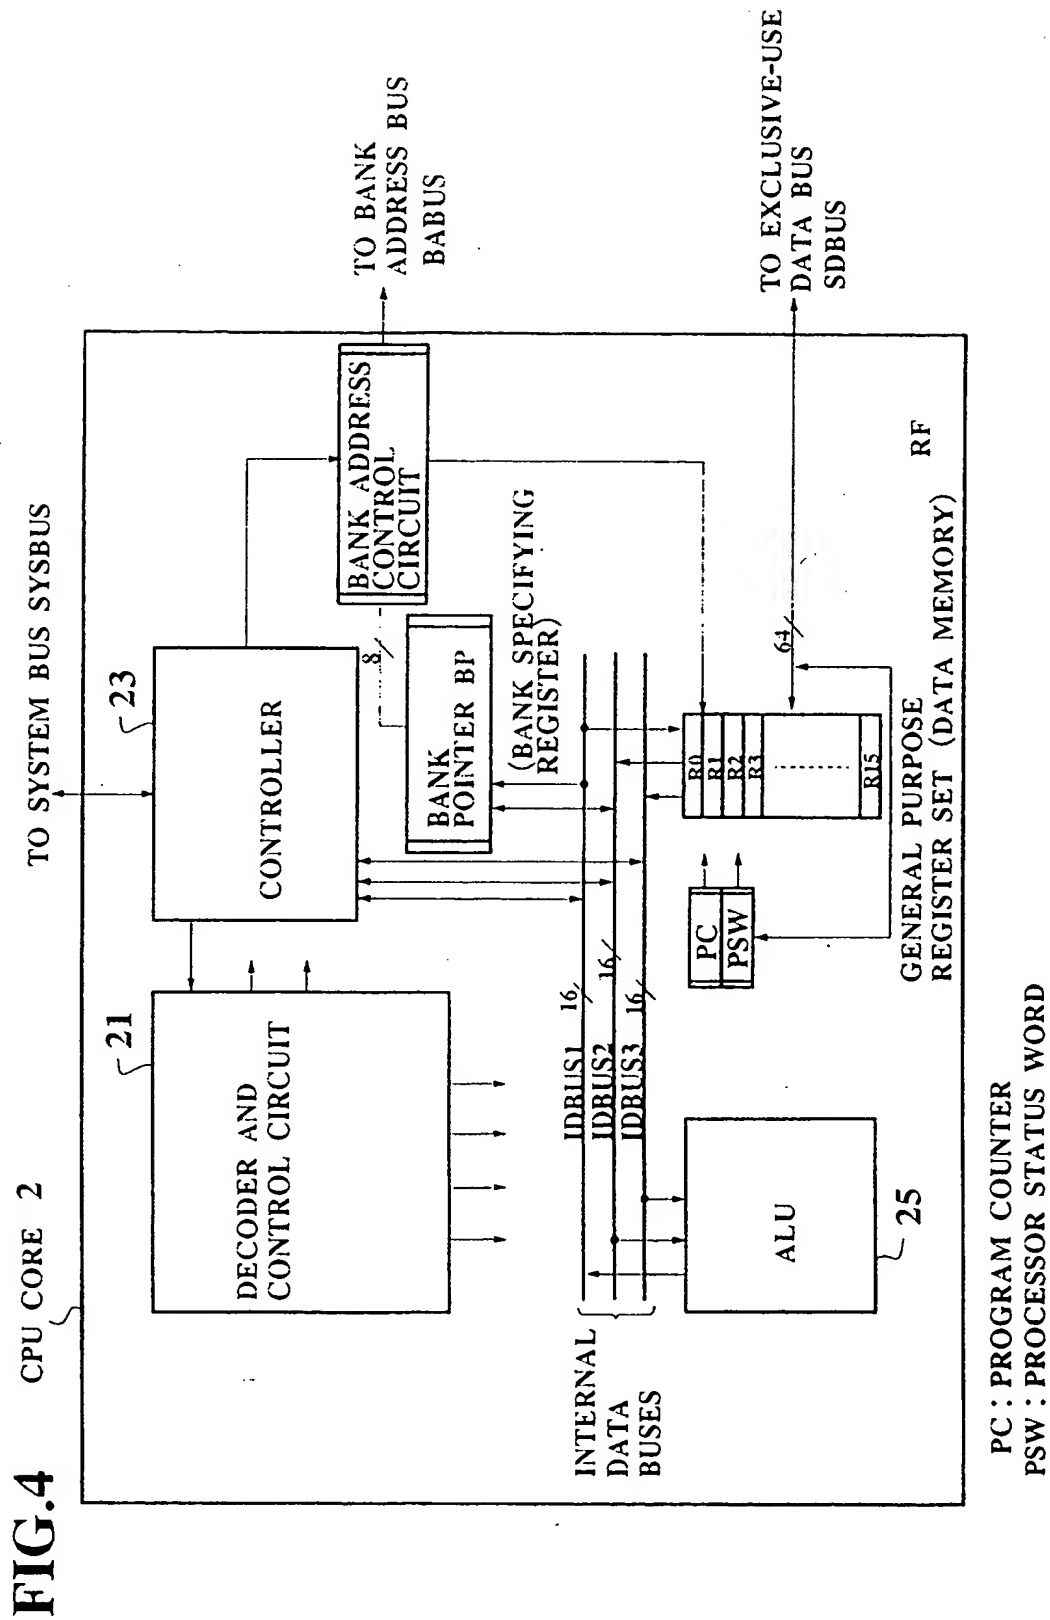 FIG.4
CPU CORE 2
TO SYSTEM BUS SYSBUS
21
DECODER AND
CONTROL CIRCUIT
23
CONTROLLER
8
BANK ADDRESS
CONTROL
CIRCUIT
TO BANK
ADDRESS BUS
BABUS
BANK
POINTER BP
(BANK SPECIFYING
REGISTER)
INTERNAL
DATA
BUSES
IDBUS1
16
IDBUS2
16
IDBUS3
16
ALU
25
PC
PSW
R0
R1
R2
R3
R15
64
TO EXCLUSIVE-USE
DATA BUS
SDBUS
GENERAL PURPOSE
REGISTER SET (DATA MEMORY)
RF
PC : PROGRAM COUNTER
PSW : PROCESSOR STATUS WORD